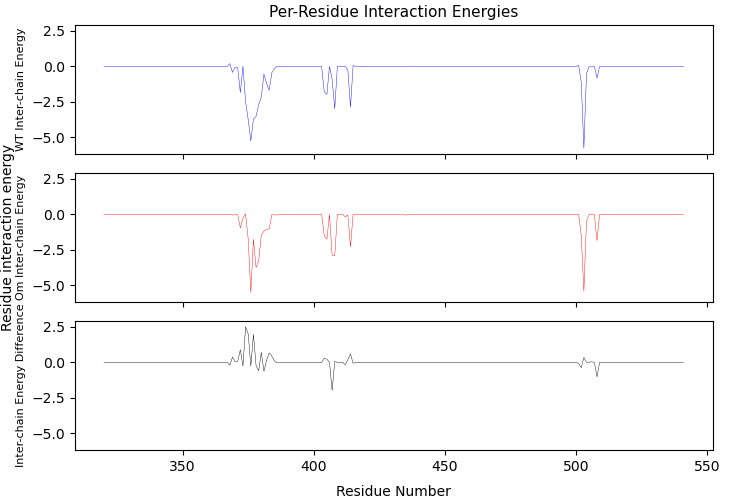 Per-Residue Interaction Energies
Residue interaction energy
WT Inter-chain Energy
2.5
0.0
−2.5
−5.0
Om Inter-chain Energy
2.5
0.0
−2.5
−5.0
Inter-chain Energy Difference
2.5
0.0
−2.5
−5.0
350
400
450
500
550
Residue Number